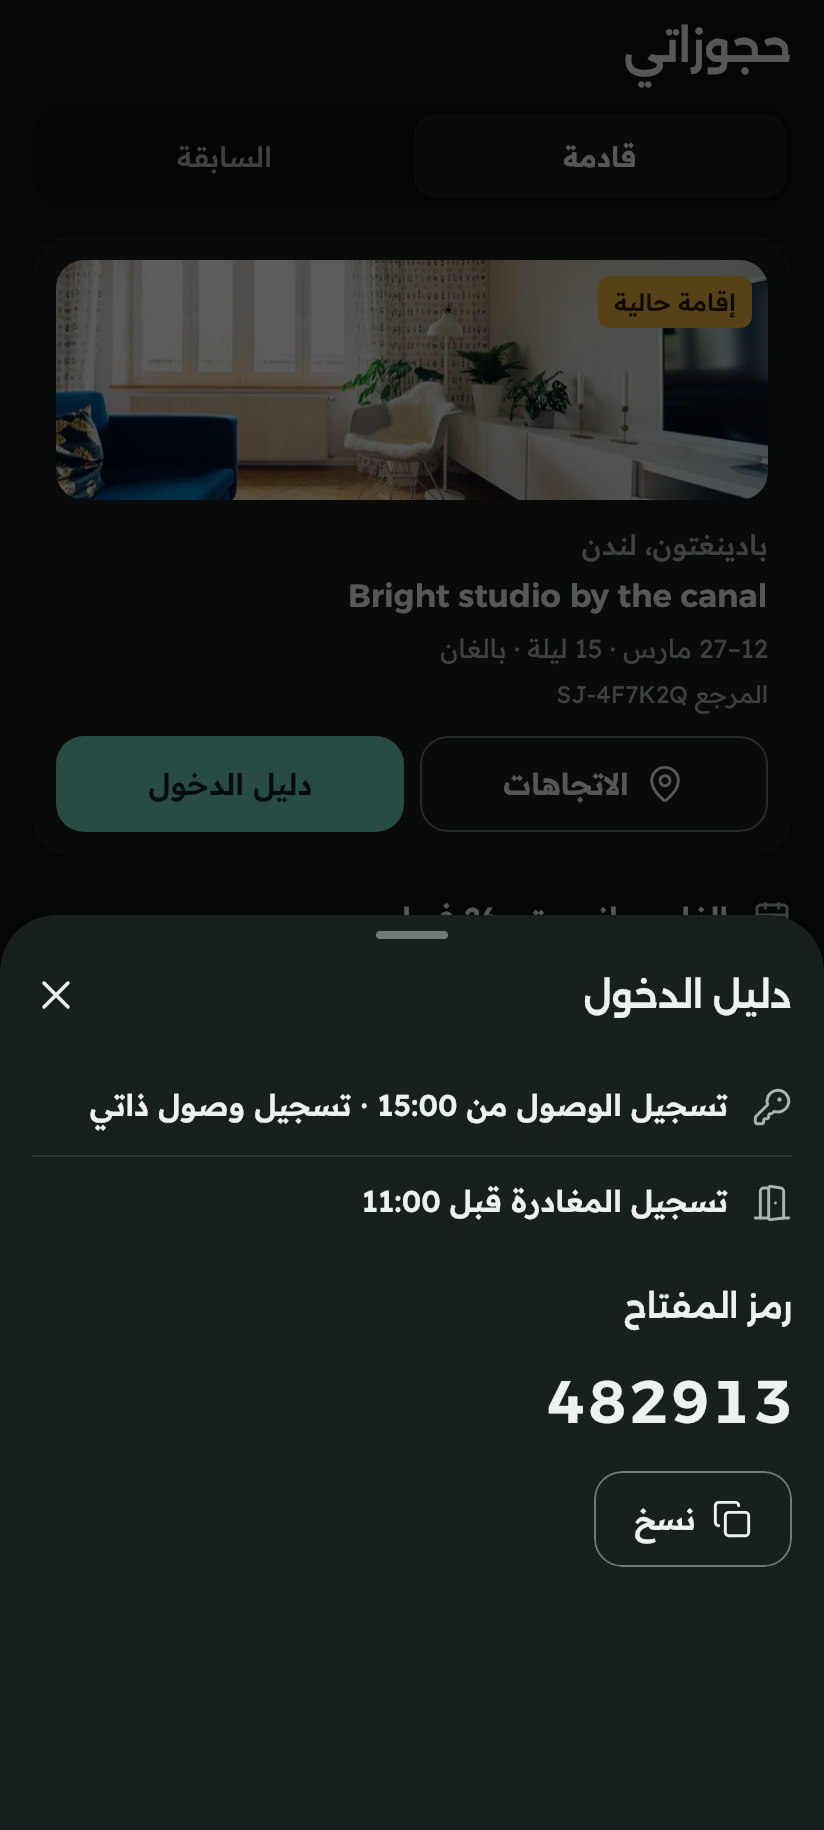 حجوزاتي
قادمة
السابقة
إقامة حالية
بادينغتون، لندن
Bright studio by the canal
12–27 مارس · 15 ليلة · بالغان
المرجع SJ-4F7K2Q
الاتجاهات
دليل الدخول
دليل الدخول
تسجيل الوصول من 15:00 · تسجيل وصول ذاتي
تسجيل المغادرة قبل 11:00
رمز المفتاح
482913
نسخ